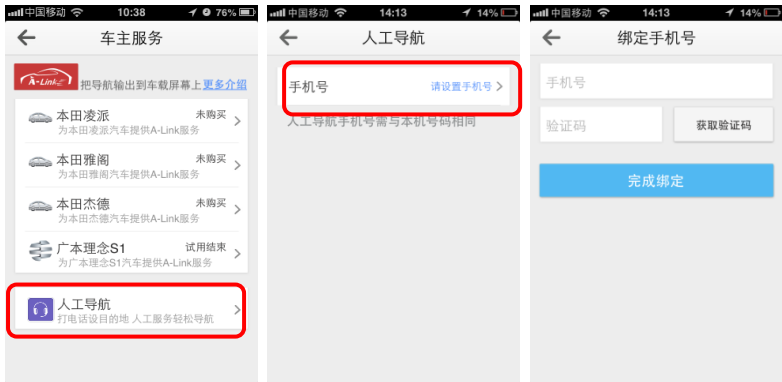 中国移动 10:38 76%
车主服务
A-Link 把导航输出到车载屏幕上更多介绍
本田凌派 未购买
为本田凌派汽车提供A-Link服务
本田雅阁 未购买
为本田雅阁汽车提供A-Link服务
本田杰德 未购买
为本田杰德汽车提供A-Link服务
广本理念S1 试用结束
为广本理念S1汽车提供A-Link服务
人工导航
打电话设目的地 人工服务轻松导航
中国移动 14:13 14%
人工导航
手机号 请设置手机号
人工导航手机号需与本机号码相同
中国移动 14:13 14%
绑定手机号
手机号
验证码 获取验证码
完成绑定